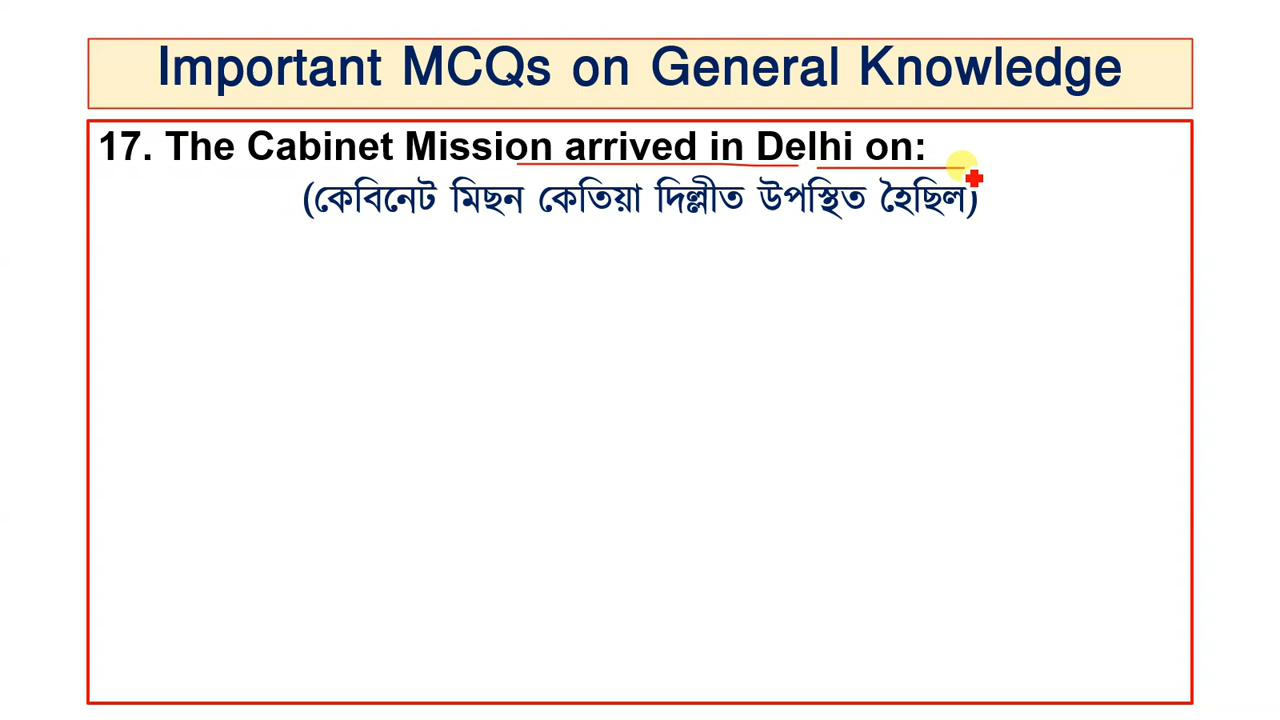 Important MCQs on General Knowledge
17. The Cabinet Mission arrived in Delhi on:
(কেবিনেট মিছন কেতিয়া দিল্লীত উপস্থিত হৈছিল)